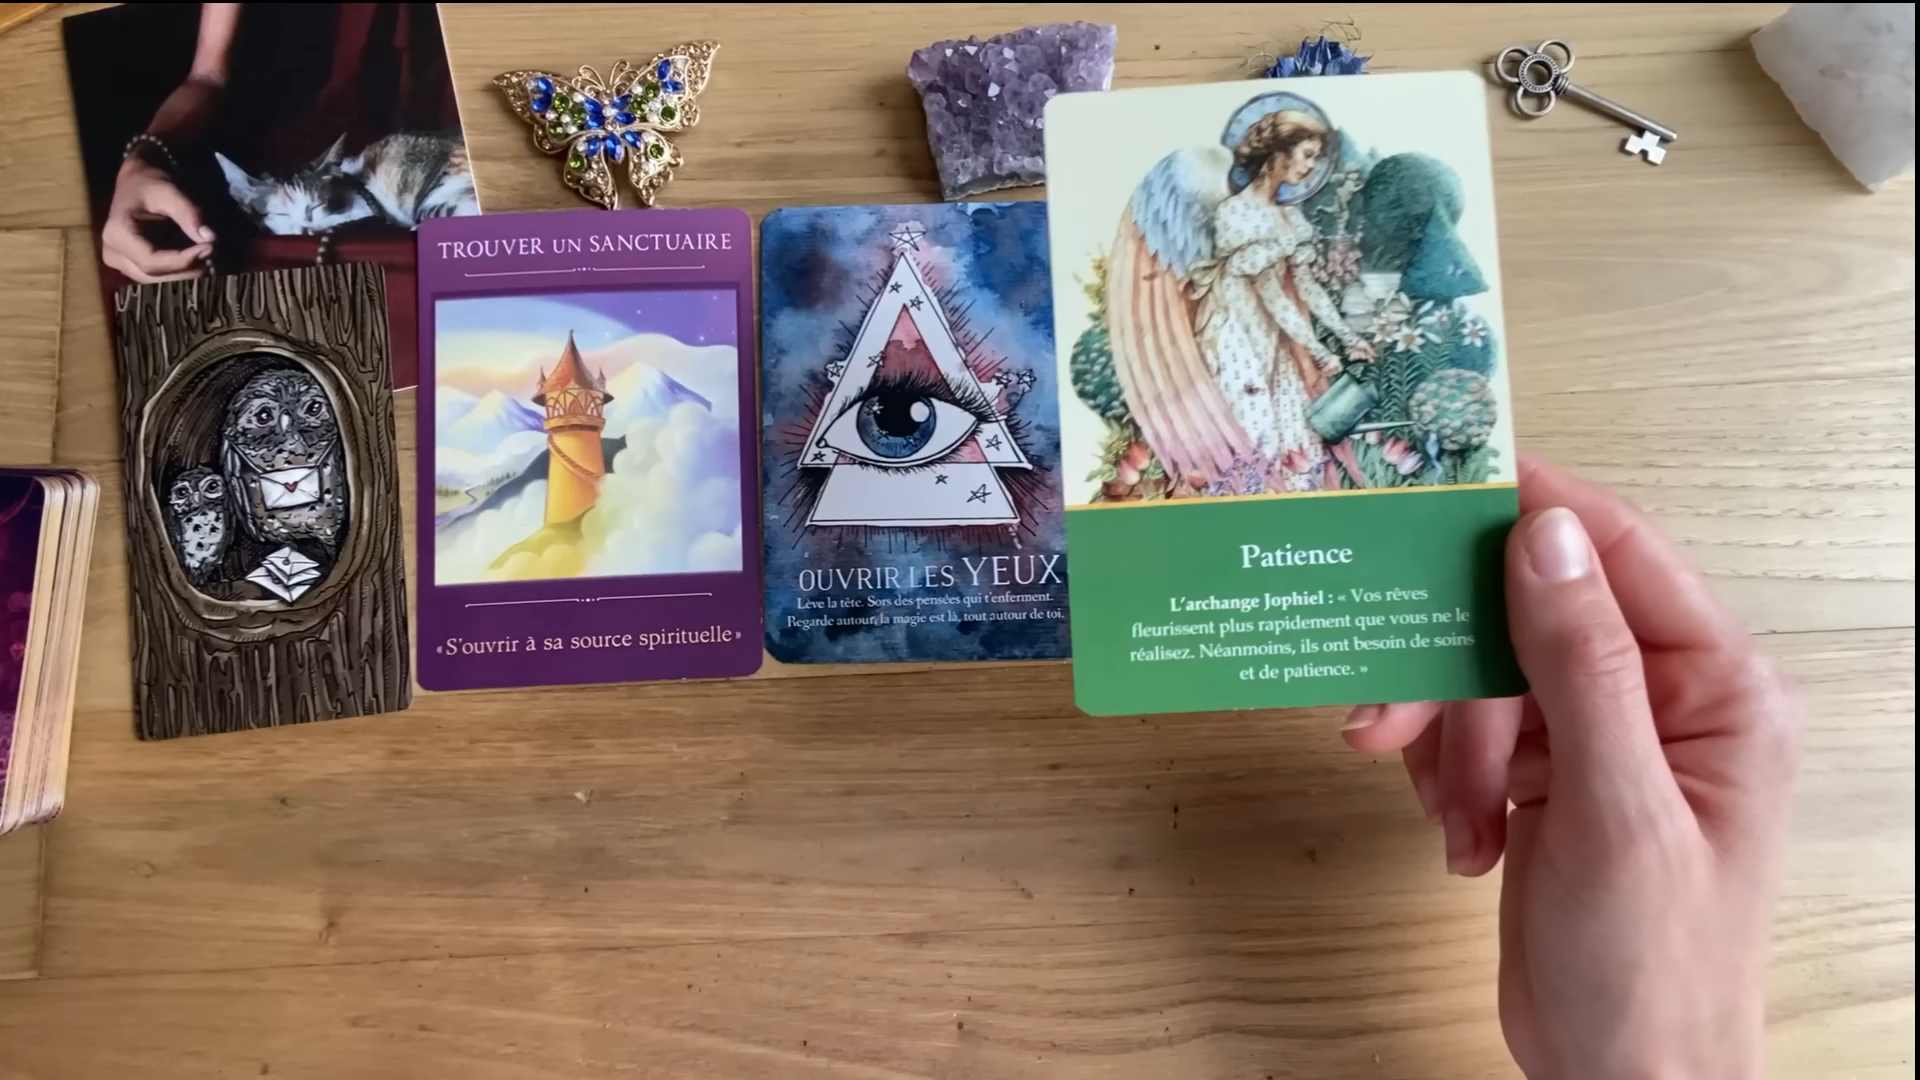 TROUVER UN SANCTUAIRE
«S'ouvrir à sa source spirituelle»
OUVRIR LES YEUX
Lève la tête. Sors des pensées qui t'enferment.
Regarde autour, la magie est là, tout autour de toi.
Patience
L'archange Jophiel : « Vos rêves
fleurissent plus rapidement que vous ne le
réalisez. Néanmoins, ils ont besoin de soins
et de patience. »